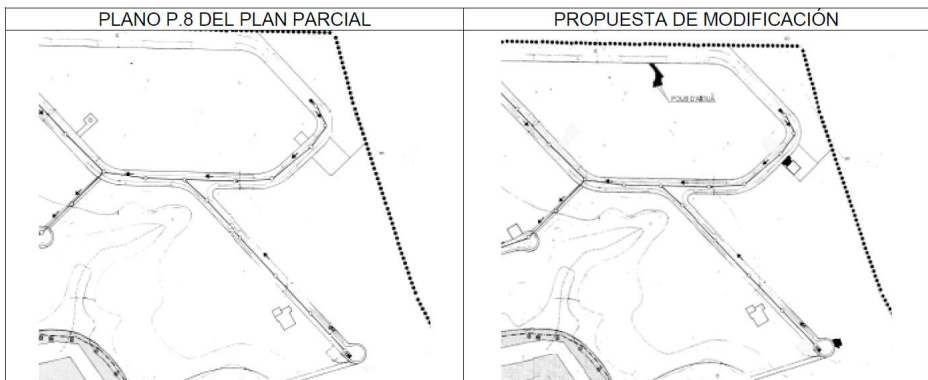 PLANO P.8 DEL PLAN PARCIAL
PROPUESTA DE MODIFICACIÓN
POUS D'AIGUA